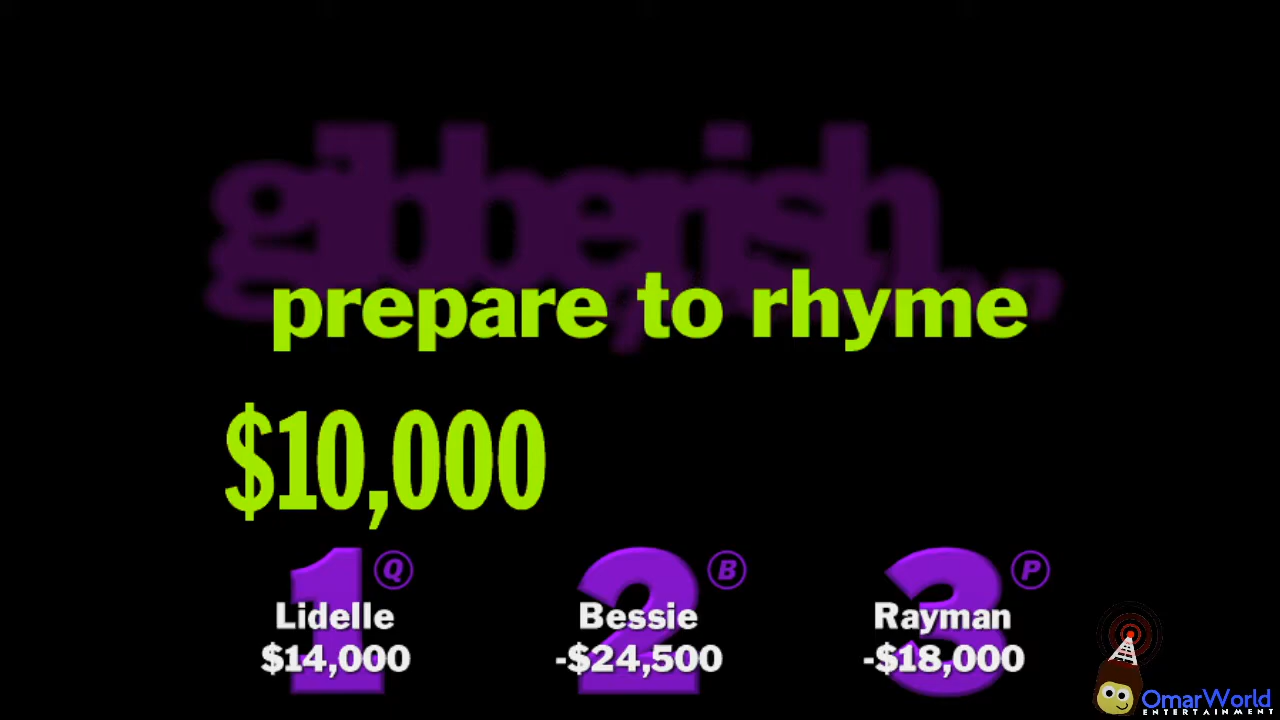 gibberish
prepare to rhyme
$10,000
1 Q
Lidelle
$14,000
2 B
Bessie
-$24,500
3 P
Rayman
-$18,000
OmarWorld
ENTERTAINMENT